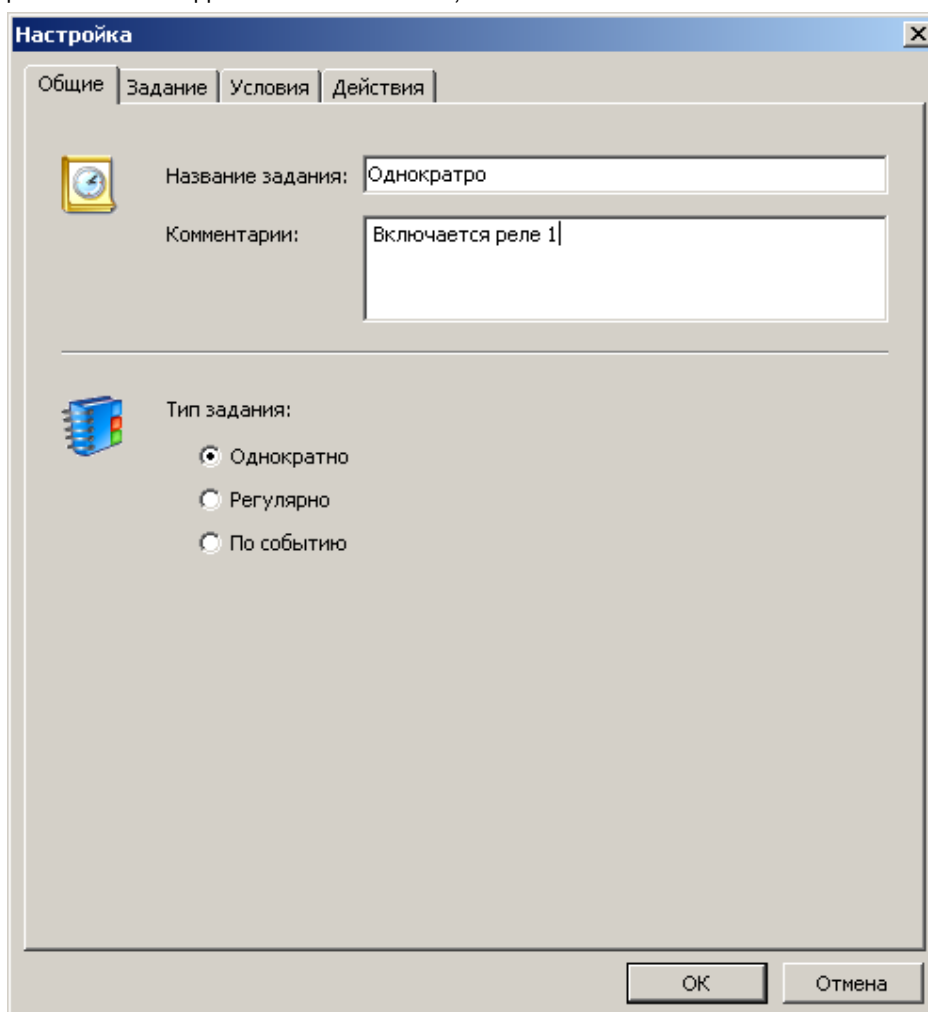 Настройка
Общие Задание Условия Действия
Название задания: Однократро
Комментарии: Включается реле 1
Тип задания:
Однократно
Регулярно
По событию
OK Отмена